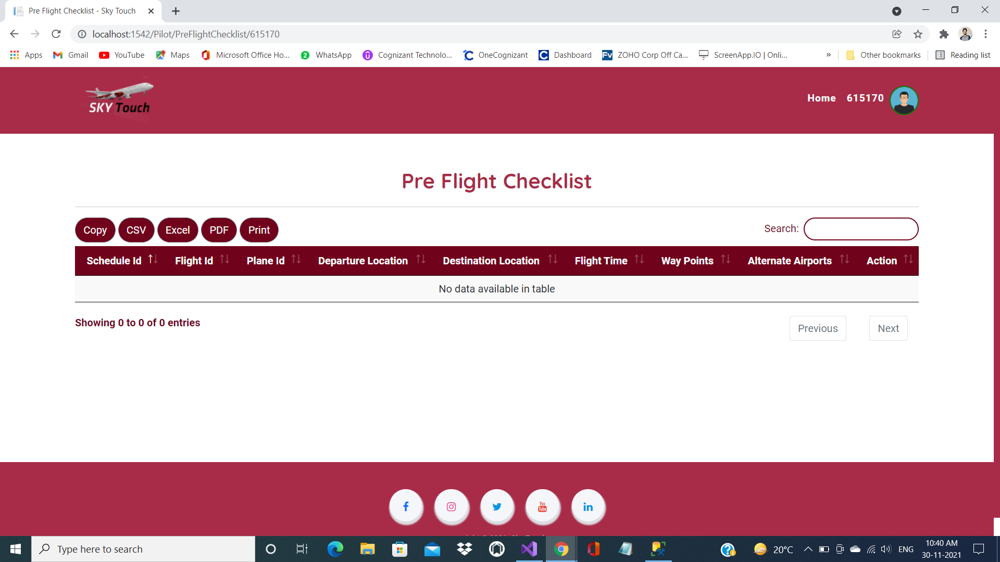 Pre Flight Checklist - Sky Touch
localhost:1542/Pilot/PreFlightChecklist/615170
Apps Gmail YouTube Maps Microsoft Office Ho... 2 WhatsApp Cognizant Technolo... OneCognizant Dashboard Fv ZOHO Corp Off Ca... ScreenApp.IO | Onli... » Other bookmarks Reading list
SKY Touch
Home 615170
Pre Flight Checklist
Copy CSV Excel PDF Print Search:
Schedule Id Flight Id Plane Id Departure Location Destination Location Flight Time Way Points Alternate Airports Action
No data available in table
Showing 0 to 0 of 0 entries
Previous Next
You Tube
Type here to search
20°C ENG 10:40 AM
30-11-2021